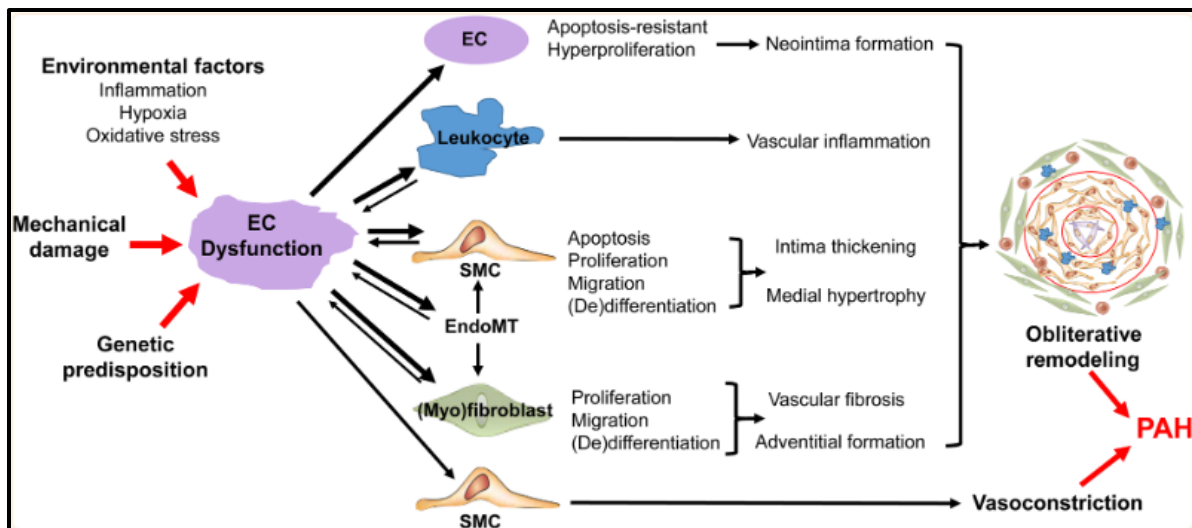 Environmental factors
Inflammation
Hypoxia
Oxidative stress
Mechanical
damage
Genetic
predisposition
EC
Dysfunction
EC
Apoptosis-resistant
Hyperproliferation
Neointima formation
Leukocyte
Vascular inflammation
SMC
Apoptosis
Proliferation
Migration
(De)differentiation
Intima thickening
Medial hypertrophy
EndoMT
(Myo)fibroblast
Proliferation
Migration
(De)differentiation
Vascular fibrosis
Adventitial formation
SMC
Vasoconstriction
Obliterative
remodeling
PAH